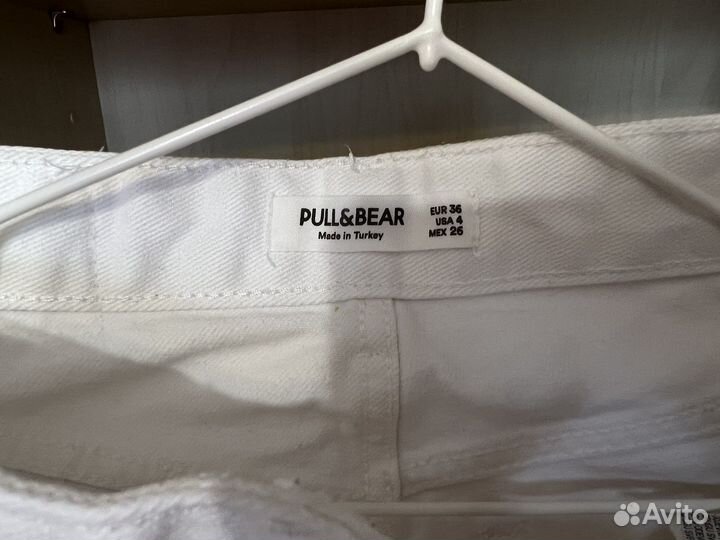 PULL&BEAR
Made in Turkey
EUR 36
USA 4
MEX 26
Avito